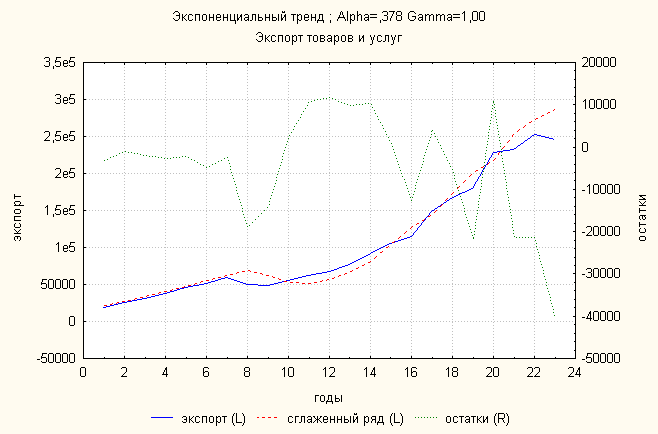 Экспоненциальный тренд ; Alpha=,378 Gamma=1,00
Экспорт товаров и услуг
3,5e5
3e5
2,5e5
2e5
1,5e5
1e5
50000
0
-50000
экспорт
20000
10000
0
-10000
-20000
-30000
-40000
-50000
остатки
0 2 4 6 8 10 12 14 16 18 20 22 24
годы
экспорт (L) сглаженный ряд (L) остатки (R)